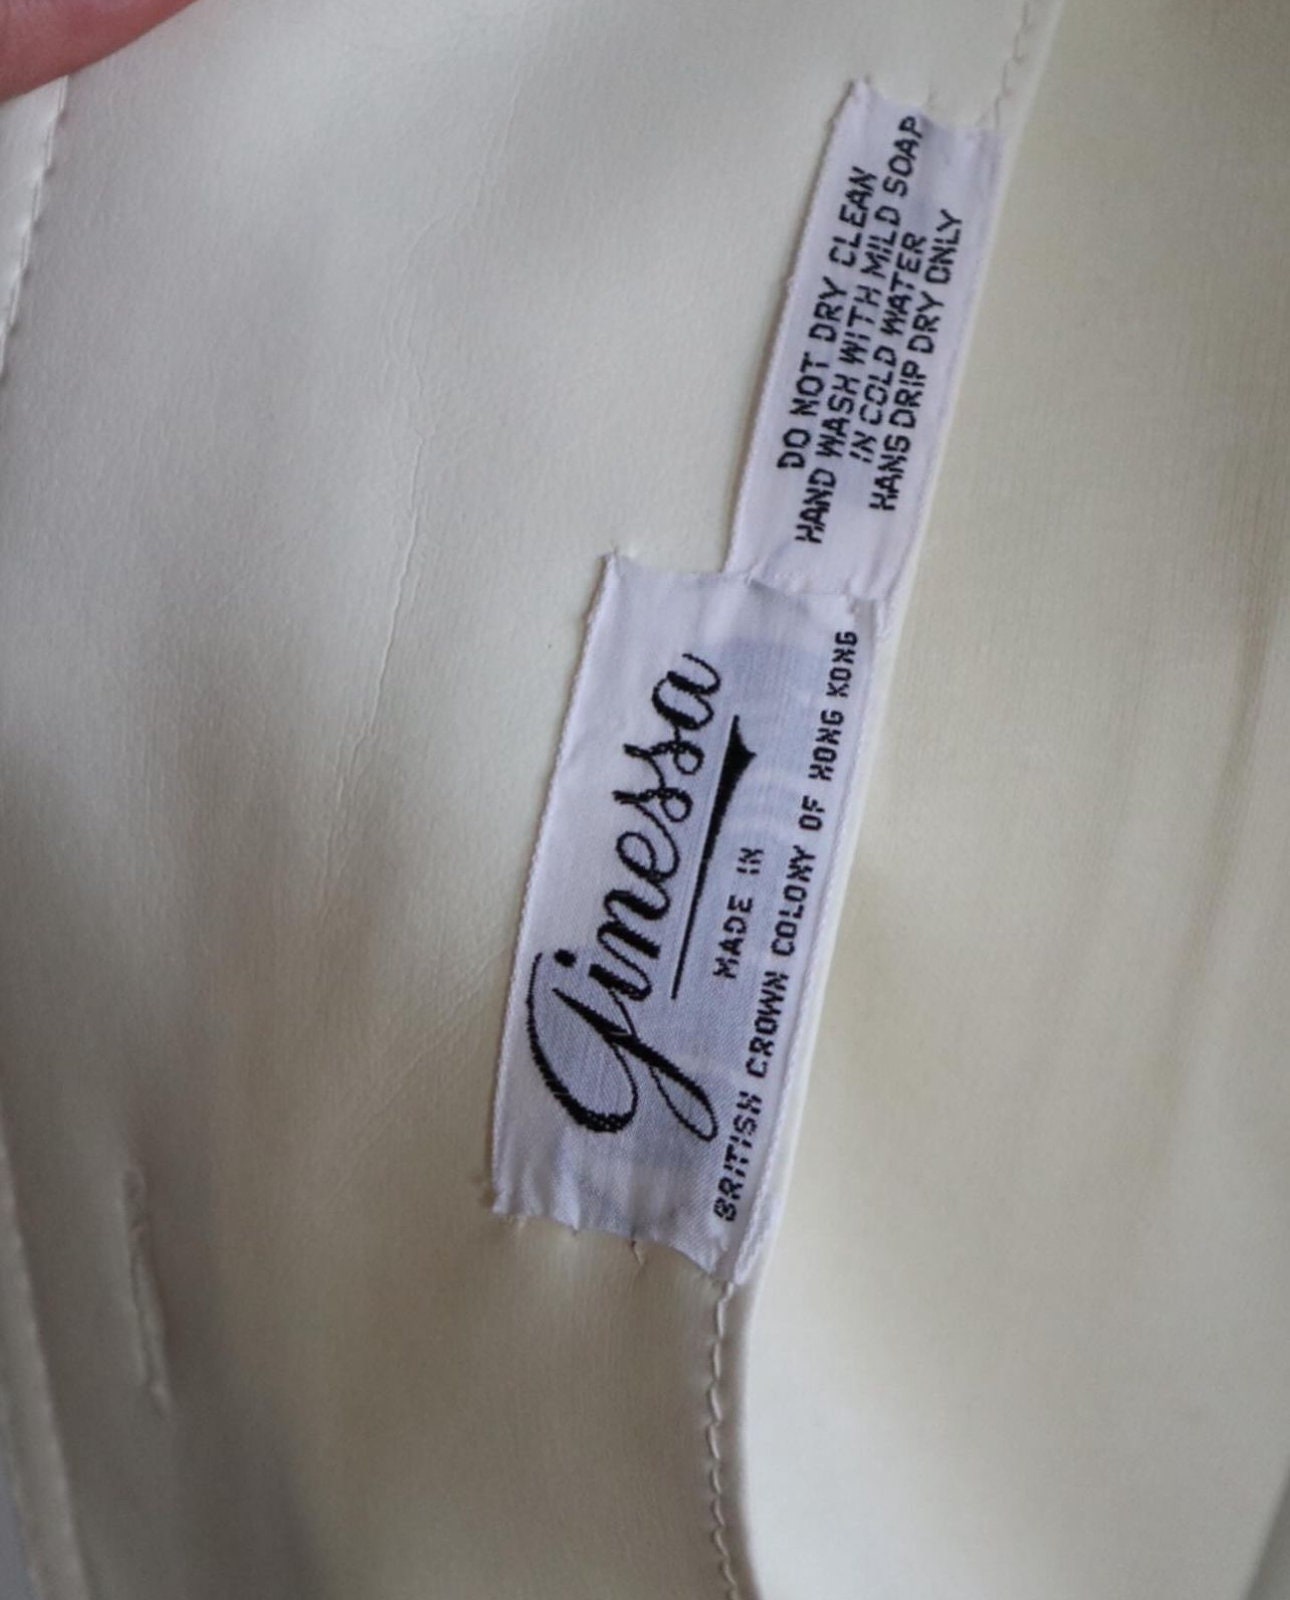 Ginessa
MADE IN
BRITISH CROWN COLONY OF HONG KONG
DO NOT DRY CLEAN
HAND WASH WITH MILD SOAP
IN COLD WATER
HANG DRIP DRY ONLY